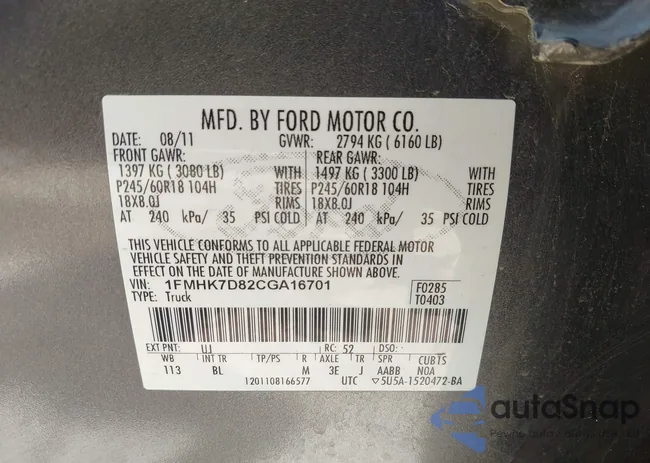 MFD. BY FORD MOTOR CO.
DATE: 08/11 GVWR: 2794 KG ( 6160 LB)
FRONT GAWR: REAR GAWR:
1397 KG ( 3080 LB) WITH 1497 KG ( 3300 LB) WITH
P245/60R18 104H TIRES P245/60R18 104H TIRES
18X8.0J RIMS 18X8.0J RIMS
AT 240 kPa/ 35 PSI COLD AT 240 kPa/ 35 PSI COLD
THIS VEHICLE CONFORMS TO ALL APPLICABLE FEDERAL MOTOR
VEHICLE SAFETY AND THEFT PREVENTION STANDARDS IN
EFFECT ON THE DATE OF MANUFACTURE SHOWN ABOVE.
VIN: 1FMHK7D82CGA16701 F0285
TYPE: Truck T0403
EXT PNT: UJ RC: 52 DSO:
WB INT TR TP/PS R AXLE TR SPR CUBTS
113 BL M 3E J AABB NOA
1201108166577 UTC ▽5U5A-1520472-BA
autoSnap
Pewne auto z doставą